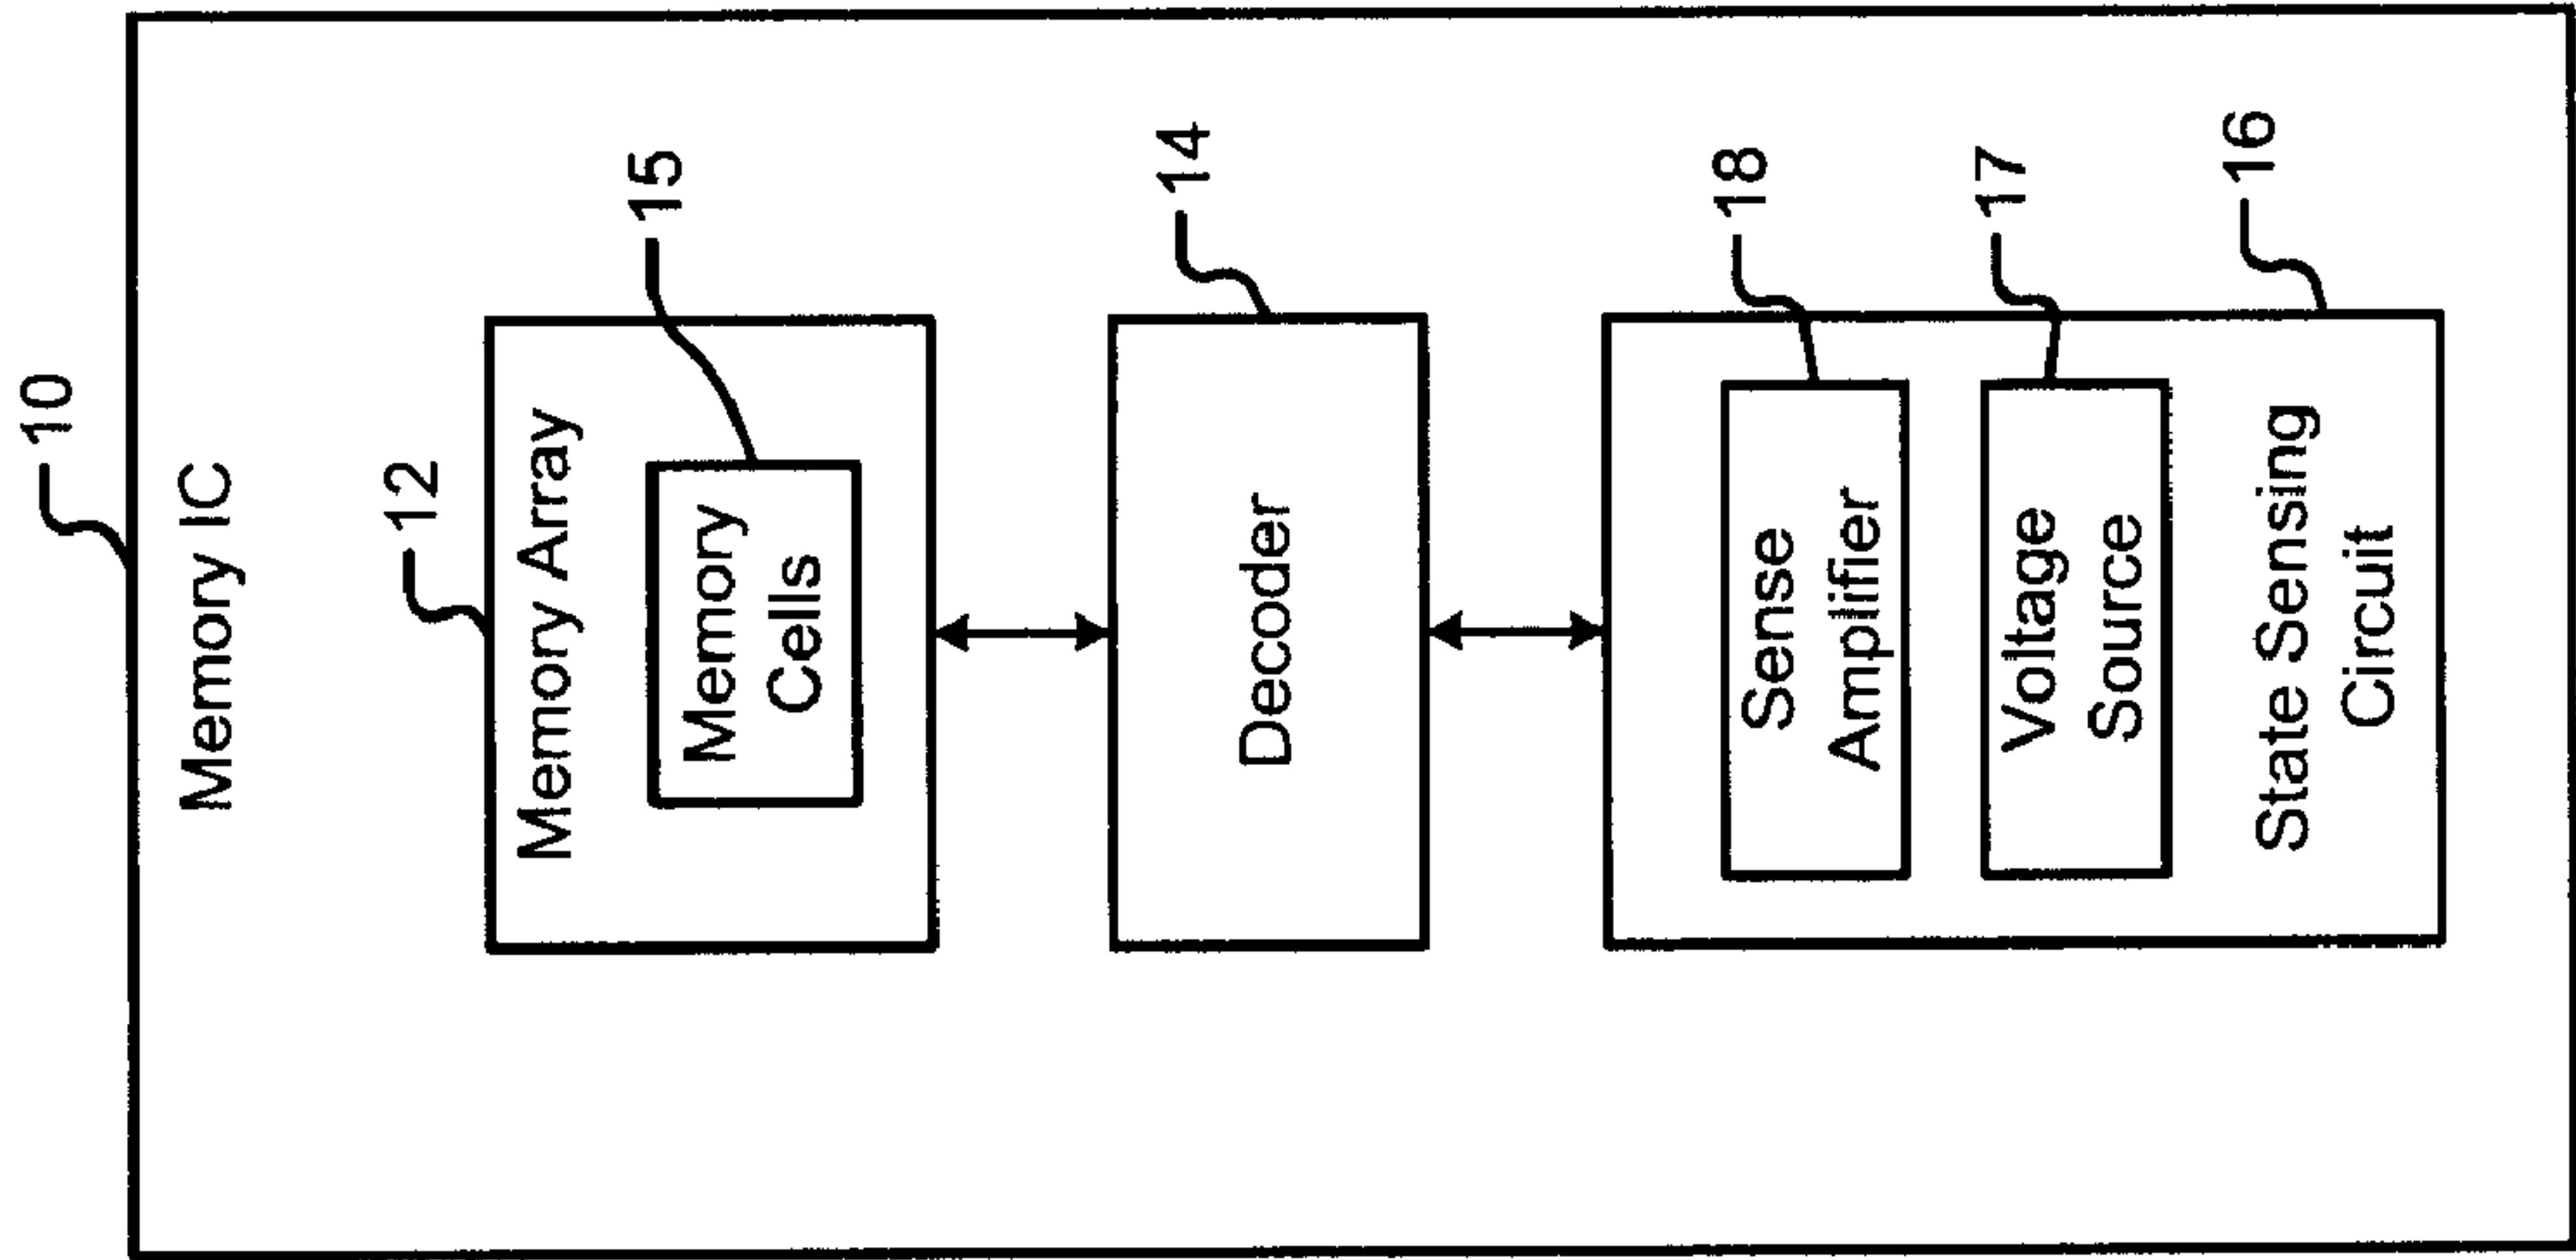 10
Memory IC
12
Memory Array
15
Memory
Cells
14
Decoder
18
Sense
Amplifier
17
Voltage
Source
16
State Sensing
Circuit